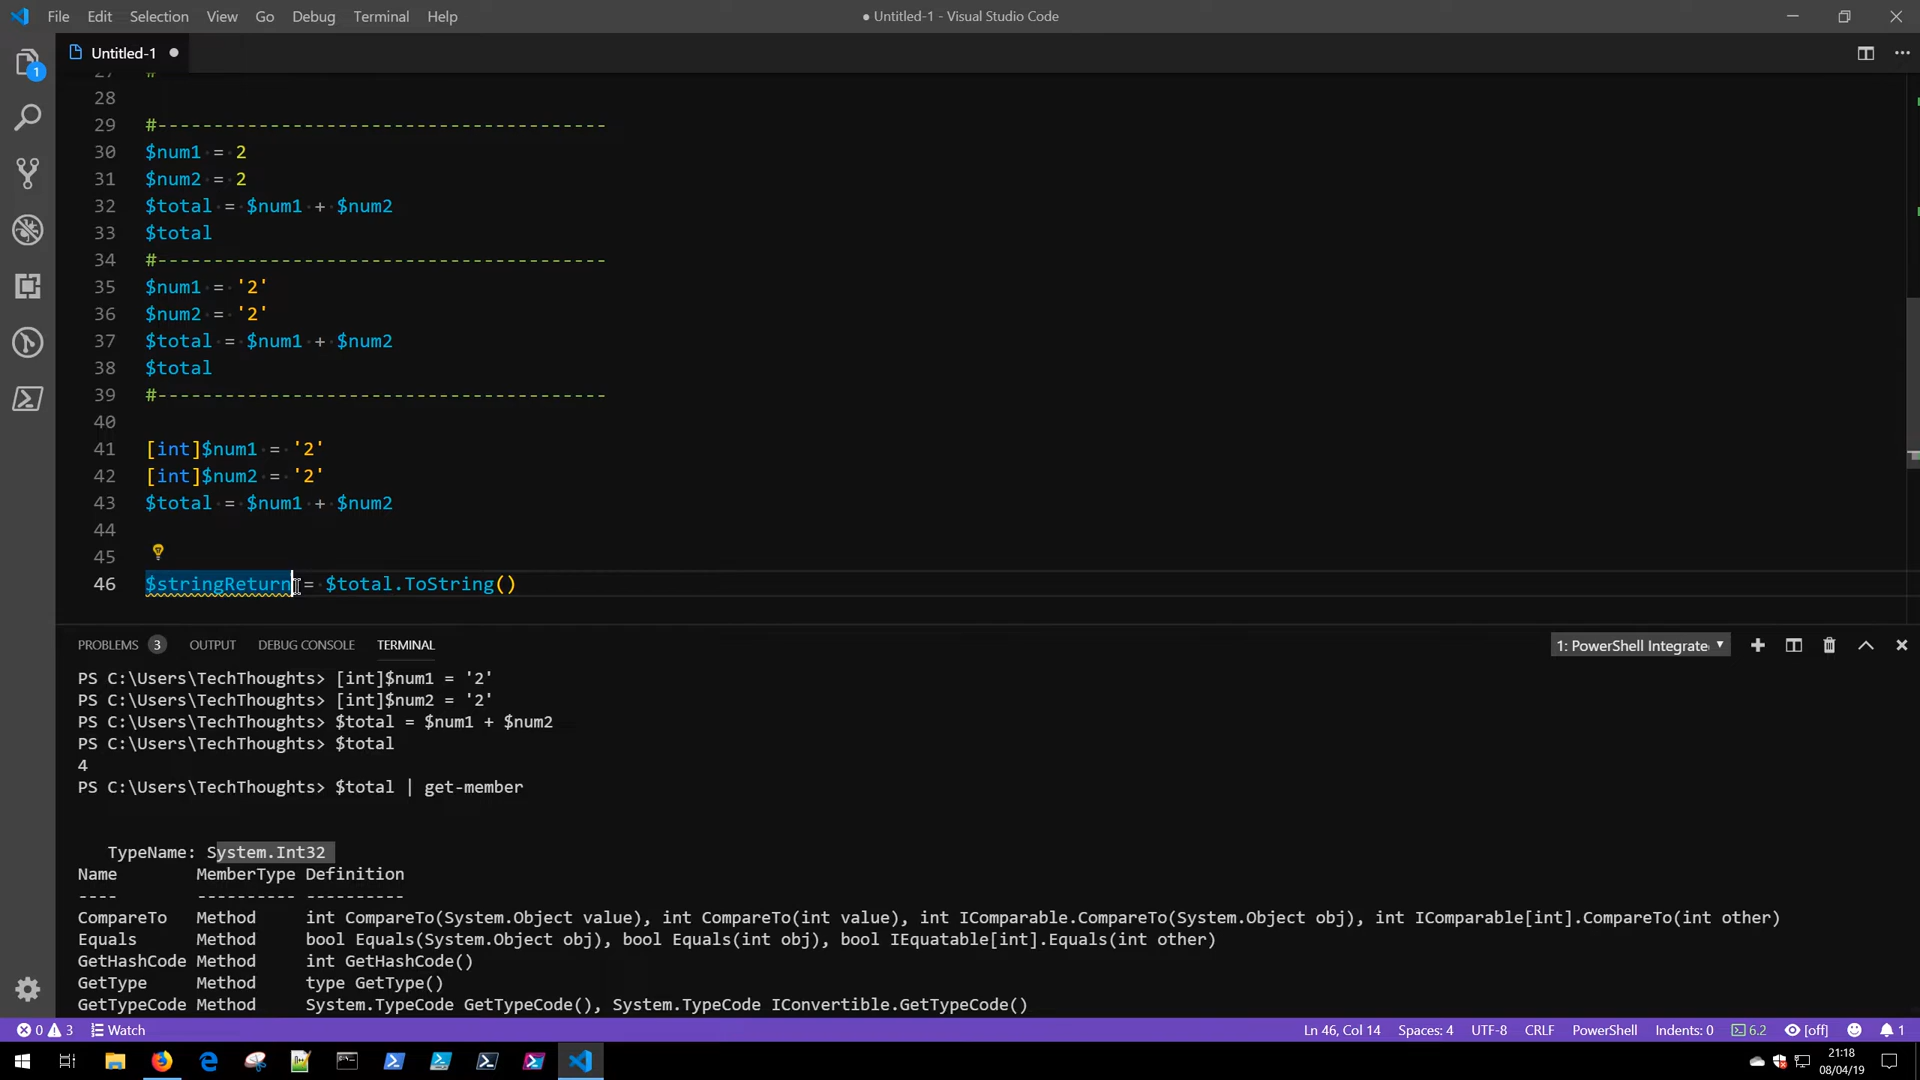 File Edit Selection View Go Debug Terminal Help
● Untitled-1 - Visual Studio Code
1
Untitled-1
27 #
28
29 #----------------------------------------
30 $num1 = 2
31 $num2 = 2
32 $total = $num1 + $num2
33 $total
34 #----------------------------------------
35 $num1 = '2'
36 $num2 = '2'
37 $total = $num1 + $num2
38 $total
39 #----------------------------------------
40
41 [int]$num1 = '2'
42 [int]$num2 = '2'
43 $total = $num1 + $num2
44
45
46 $stringReturn = $total.ToString()
PROBLEMS 3 OUTPUT DEBUG CONSOLE TERMINAL 1: PowerShell Integrate
PS C:\Users\TechThoughts> [int]$num1 = '2'
PS C:\Users\TechThoughts> [int]$num2 = '2'
PS C:\Users\TechThoughts> $total = $num1 + $num2
PS C:\Users\TechThoughts> $total
4
PS C:\Users\TechThoughts> $total | get-member
TypeName: System.Int32
Name MemberType Definition
---- ---------- ----------
CompareTo Method int CompareTo(System.Object value), int CompareTo(int value), int IComparable.CompareTo(System.Object obj), int IComparable[int].CompareTo(int other)
Equals Method bool Equals(System.Object obj), bool Equals(int obj), bool IEquatable[int].Equals(int other)
GetHashCode Method int GetHashCode()
GetType Method type GetType()
GetTypeCode Method System.TypeCode GetTypeCode(), System.TypeCode IConvertible.GetTypeCode()
0 3 Watch Ln 46, Col 14 Spaces: 4 UTF-8 CRLF PowerShell Indents: 0 6.2 [off] 1
21:18
08/04/19